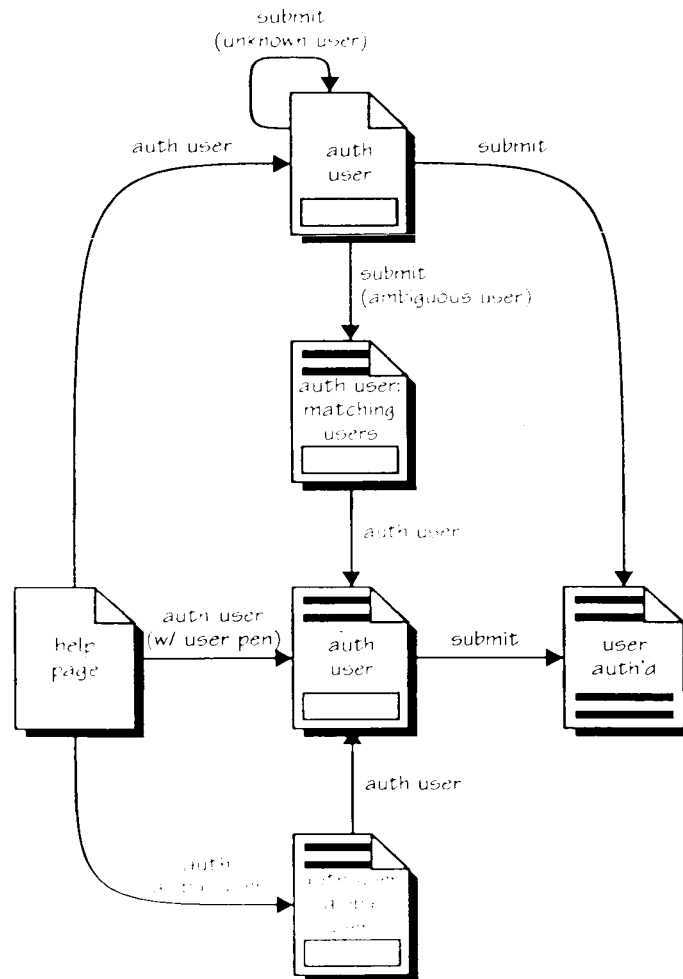 submit
(unknown user)
auth user
auth
user
submit
submit
(ambiguous user)
auth user:
matching
users
auth user
help
page
auth user
(w/ user pen)
auth
user
submit
user
auth'd
auth user
auth